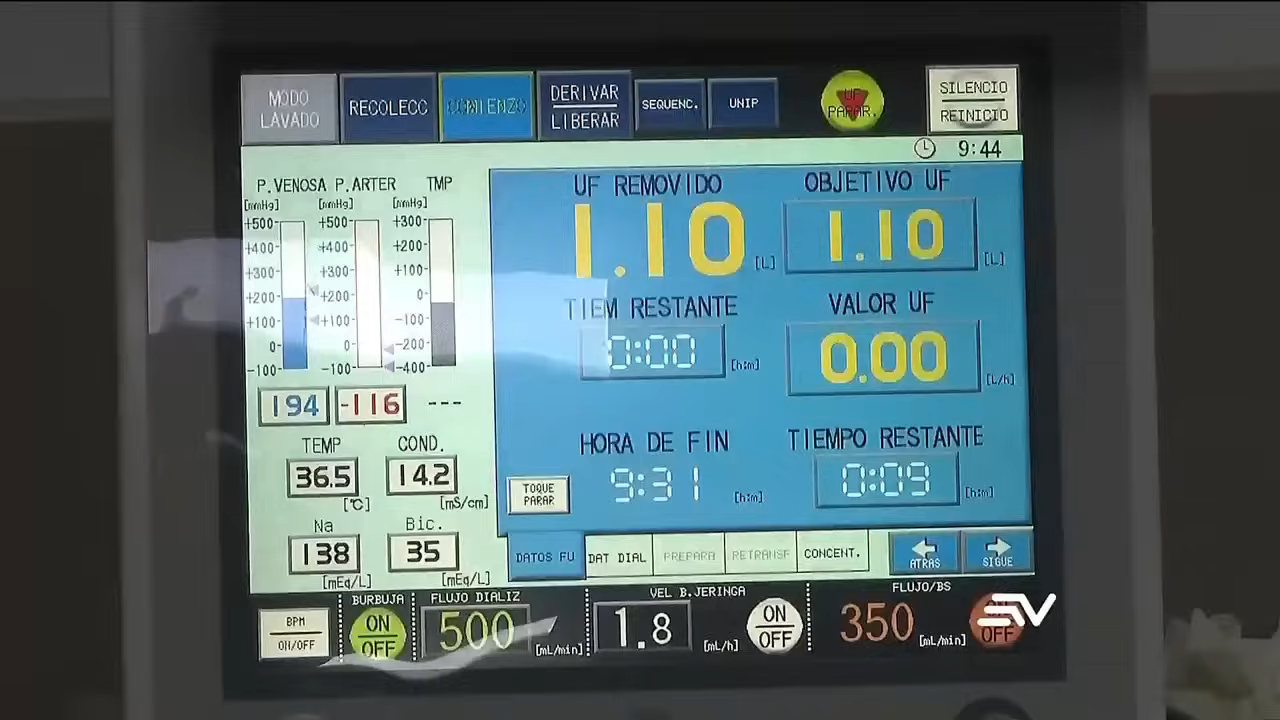 MODO
LAVADO
RECOLECC
COMIENZO
DERIVAR
LIBERAR
SEQUENC.
UNIP
UF
PARAR.
SILENCIO
REINICIO
9:44
P.VENOSA P.ARTER TMP
[mmHg] [mmHg] [mmHg]
+500 +500 +300
+400 +400 +200
+300 +300 +100
+200 +200 0
+100 +100 -100
0 0 -200
-100 -100 -400
194 -116 ---
TEMP COND.
36.5 14.2
[℃] [mS/cm]
Na Bic.
138 35
[mEq/L] [mEq/L]
UF REMOVIDO OBJETIVO UF
1.10 [L] 1.10 [L]
TIEM RESTANTE VALOR UF
0:00 [h:m] 0.00 [L/h]
HORA DE FIN TIEMPO RESTANTE
TOQUE
PARAR
9:31 [h:m] 0:09 [h:m]
DATOS FU DAT DIAL PREPARA RETRANSF CONCENT. ATRAS SIGUE
BPM
ON/OFF
BURBUJA
ON
OFF
FLUJO DIALIZ
500 [mL/min]
VEL B.JERINGA
1.8 [mL/h]
ON
OFF
FLUJO/BS
350 [mL/min]
ON
OFF